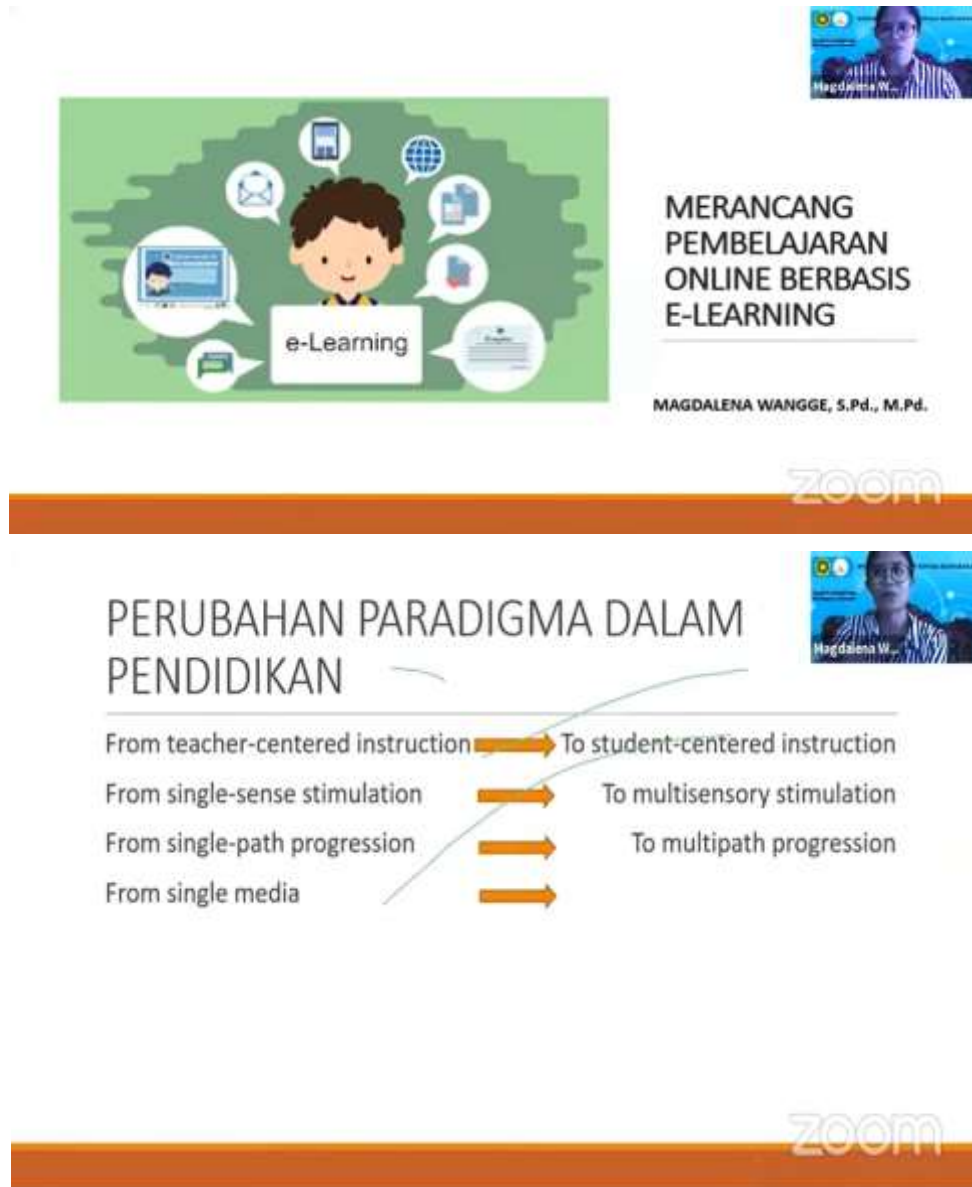 Magdalena W...
e-Learning
MERANCANG
PEMBELAJARAN
ONLINE BERBASIS
E-LEARNING
MAGDALENA WANGGE, S.Pd., M.Pd.
zoom
PERUBAHAN PARADIGMA DALAM
PENDIDIKAN
Magdalena W...
From teacher-centered instruction To student-centered instruction
From single-sense stimulation To multisensory stimulation
From single-path progression To multipath progression
From single media
zoom